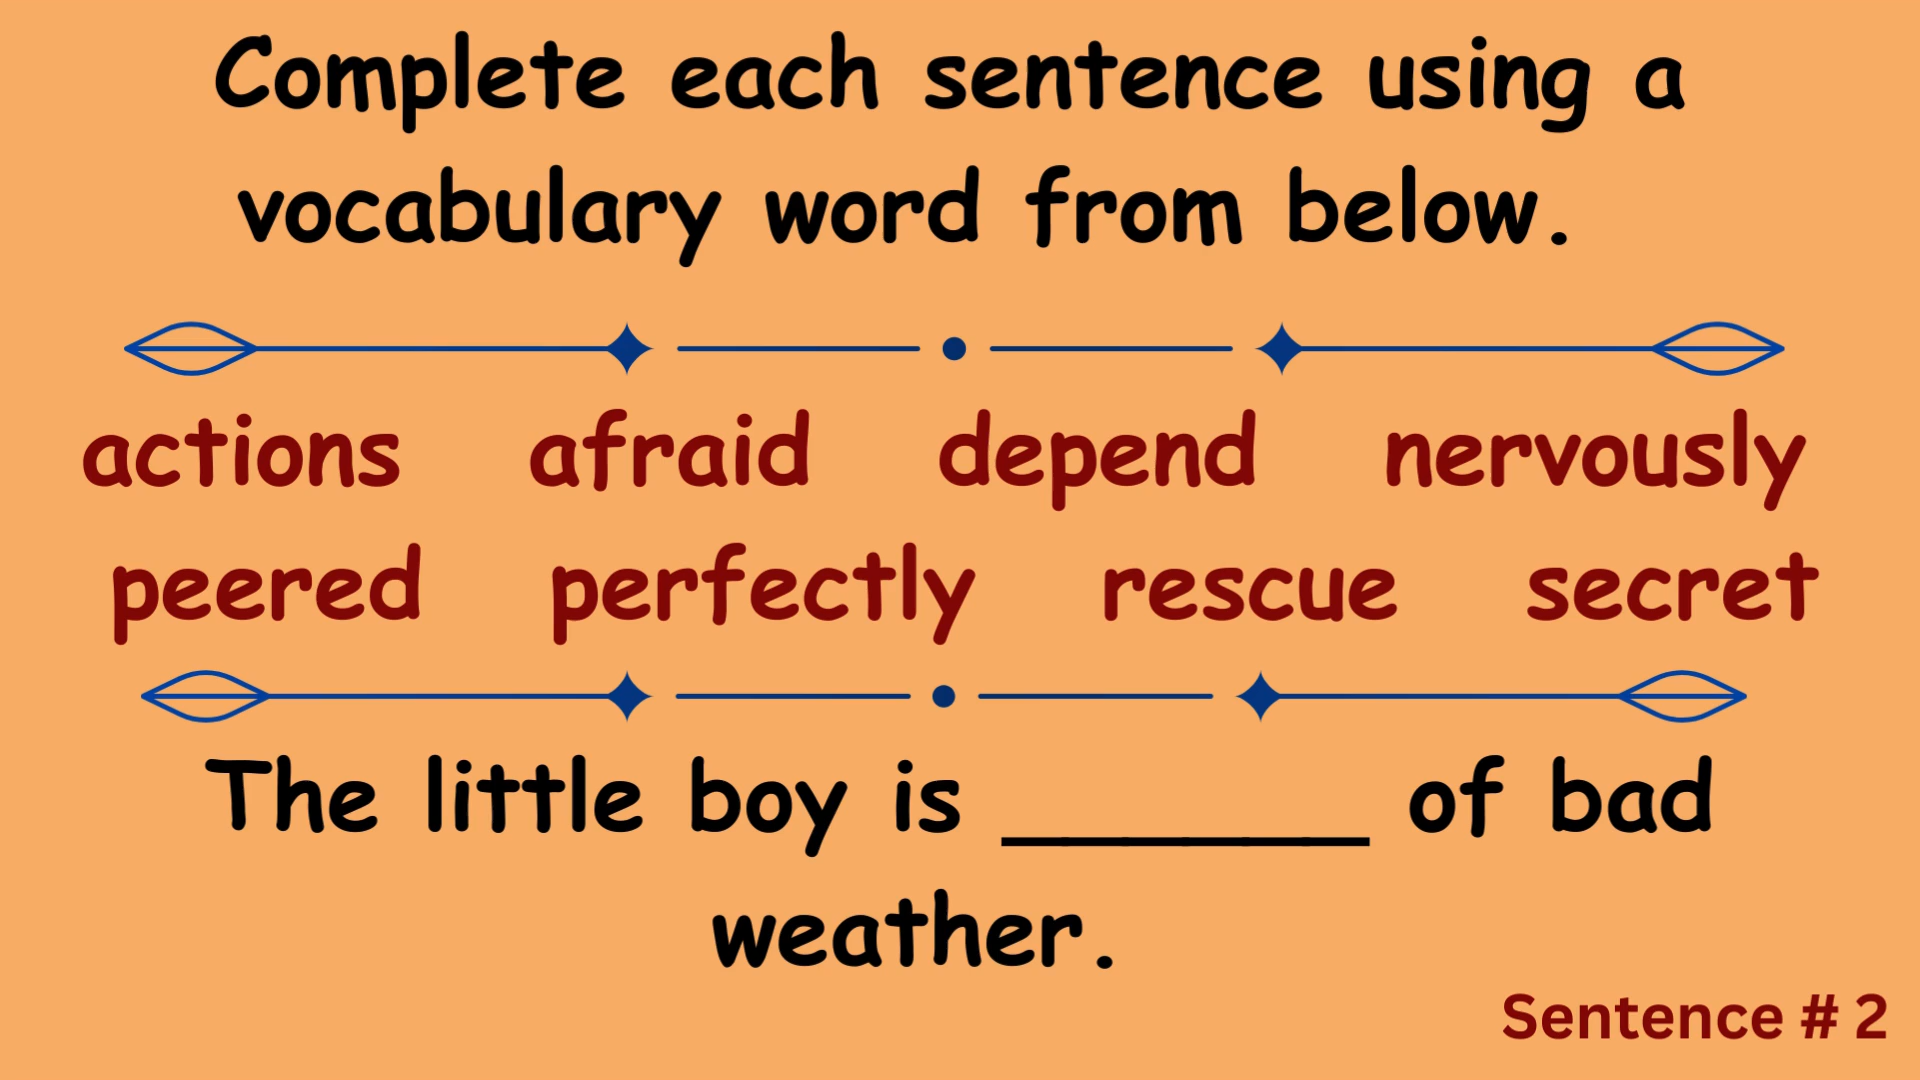 Complete each sentence using a
vocabulary word from below.
actions afraid depend nervously
peered perfectly rescue secret
The little boy is ______ of bad
weather.
Sentence # 2